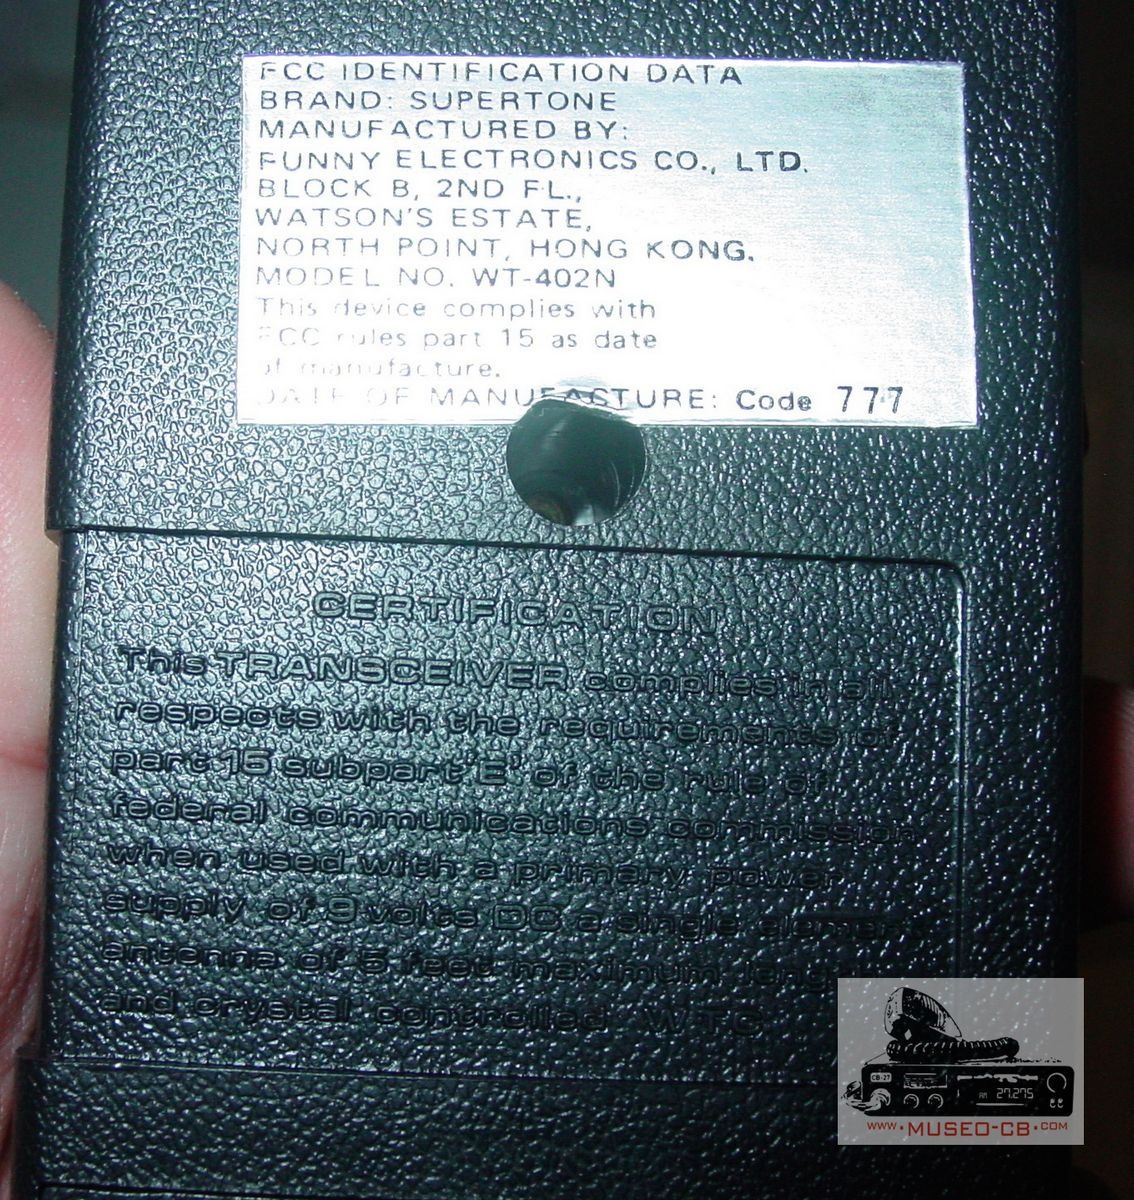 FCC IDENTIFICATION DATA
BRAND: SUPERTONE
MANUFACTURED BY:
FUNNY ELECTRONICS CO., LTD.
BLOCK B, 2ND FL.,
WATSON'S ESTATE,
NORTH POINT, HONG KONG.
MODEL NO. WT-402N
This device complies with
FCC rules part 15 as date
of manufacture.
DATE OF MANUFACTURE: Code 777
CERTIFICATION
This TRANSCEIVER complies in all
respects with the requirements of
part 15 subpart 'E' of the rule of
federal communications commission
when used with a primary power
supply of 9 volts DC a single element
antenna of 5 feet maximum length
and crystal controlled
CB-27
AM 27.275
www.MUSEO-CB.com